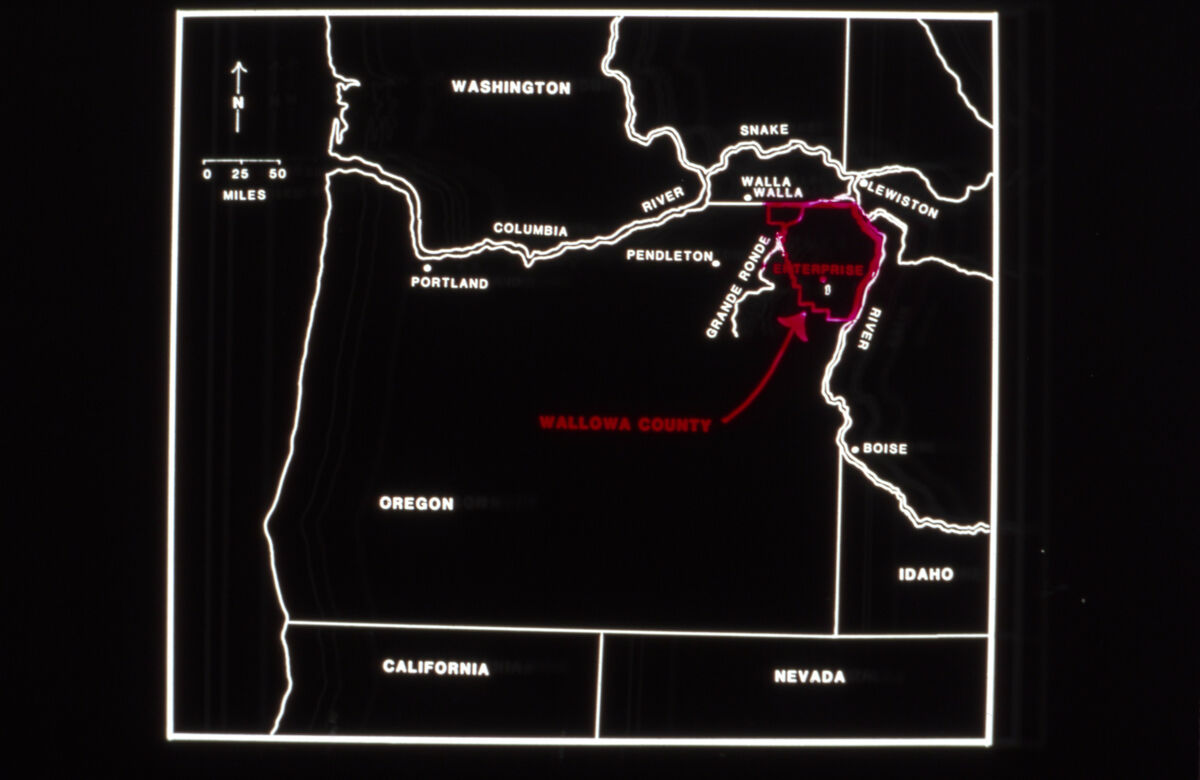 N
0 25 50
MILES
WASHINGTON
SNAKE
WALLA
WALLA
LEWISTON
RIVER
COLUMBIA
PENDLETON
PORTLAND
GRANDE RONDE
ENTERPRISE
RIVER
WALLOWA COUNTY
BOISE
OREGON
IDAHO
CALIFORNIA
NEVADA